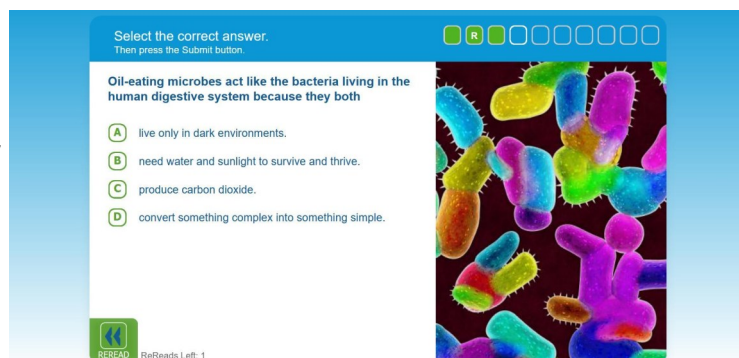 Select the correct answer.
Then press the Submit button.
R
Oil-eating microbes act like the bacteria living in the
human digestive system because they both
A live only in dark environments.
B need water and sunlight to survive and thrive.
C produce carbon dioxide.
D convert something complex into something simple.
REREAD ReReads Left: 1